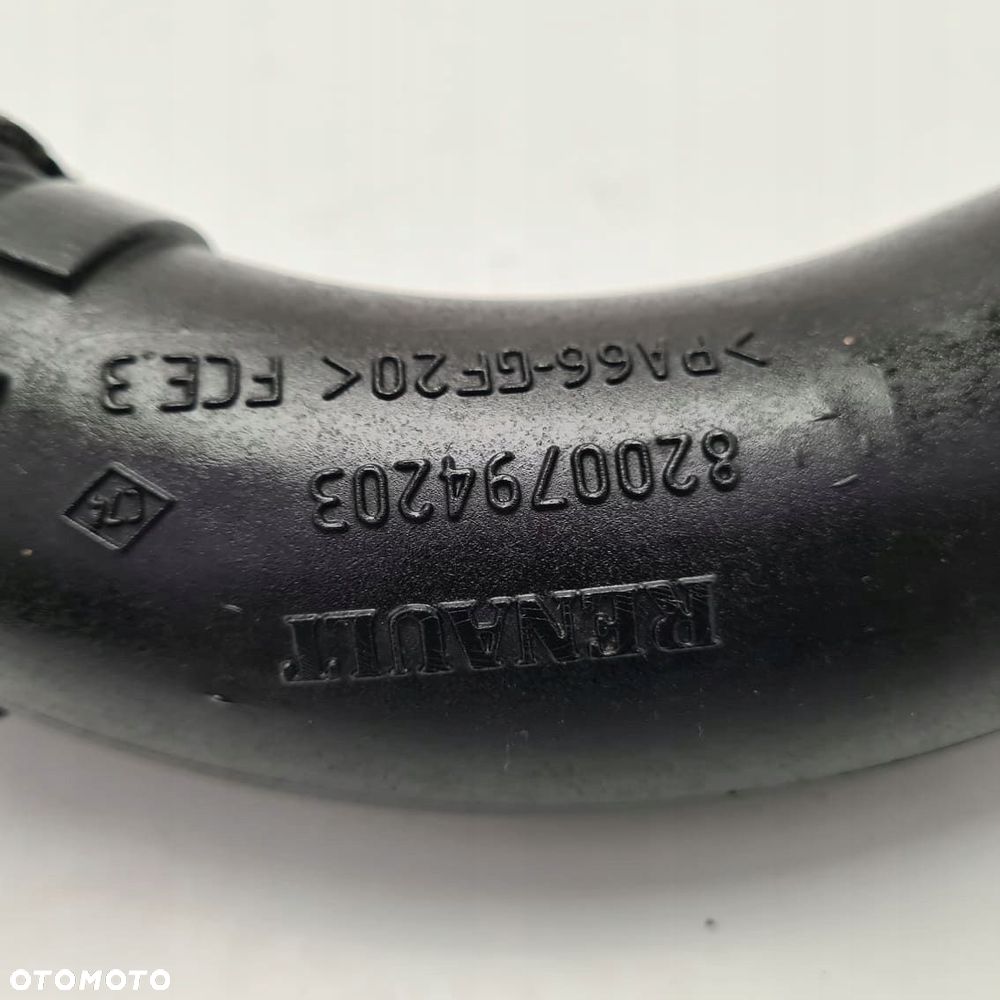 RENAULT
8200794203
>PA66-GF20< FCE.3
OTOMOTO